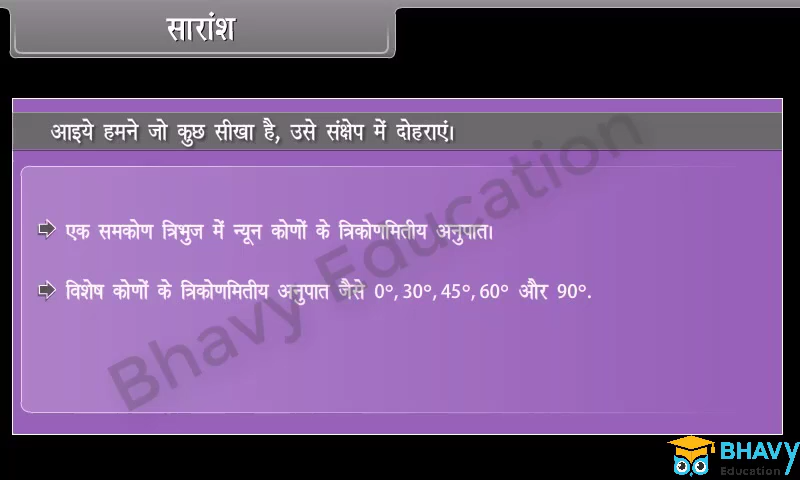 सारांश
आइये हमने जो कुछ सीखा है, उसे संक्षेप में दोहराएं।
एक समकोण त्रिभुज में न्यून कोणों के त्रिकोणमितीय अनुपात।
विशेष कोणों के त्रिकोणमितीय अनुपात जैसे 0°, 30°, 45°, 60° और 90°.
Bhavy Education
BHAVY
Education